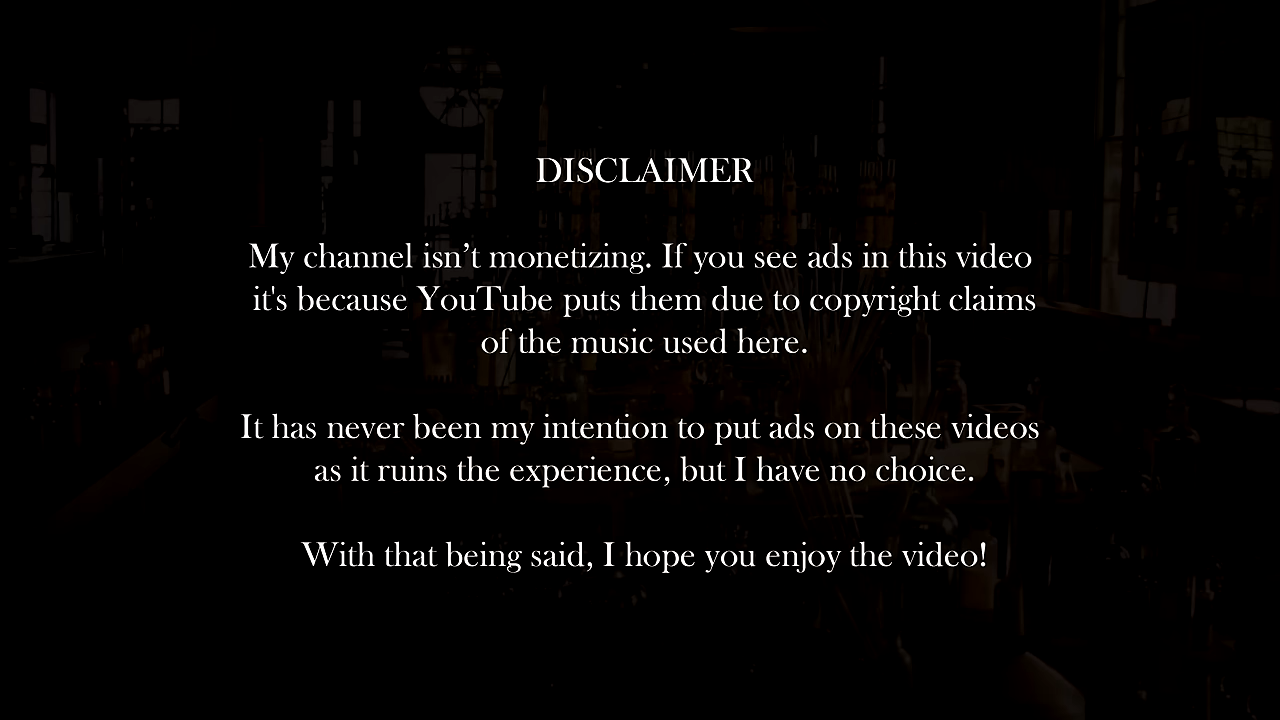 DISCLAIMER
My channel isn’t monetizing. If you see ads in this video
it's because YouTube puts them due to copyright claims
of the music used here.
It has never been my intention to put ads on these videos
as it ruins the experience, but I have no choice.
With that being said, I hope you enjoy the video!